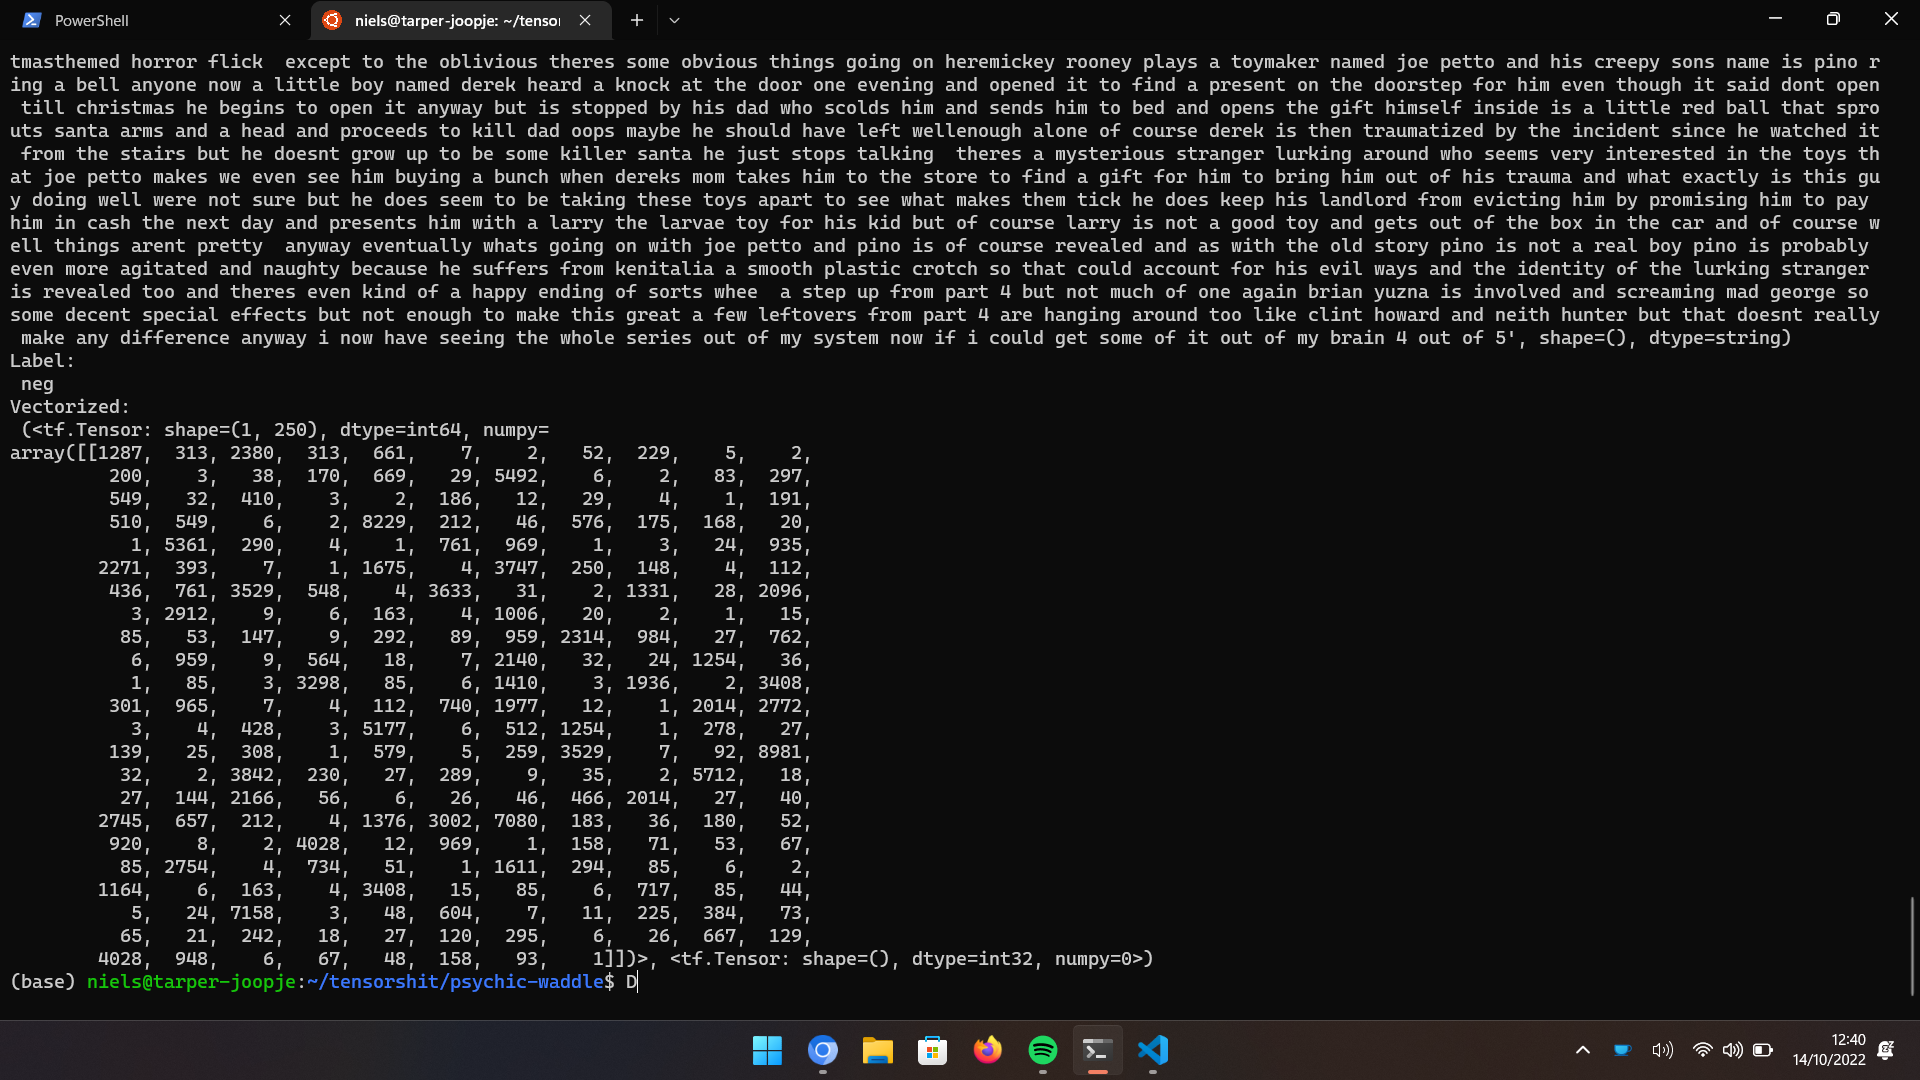 PowerShell
niels@tarper-joopje: ~/tensor
tmasthemed horror flick  except to the oblivious theres some obvious things going on heremickey rooney plays a toymaker named joe petto and his creepy sons name is pino r
ing a bell anyone now a little boy named derek heard a knock at the door one evening and opened it to find a present on the doorstep for him even though it said dont open
 till christmas he begins to open it anyway but is stopped by his dad who scolds him and sends him to bed and opens the gift himself inside is a little red ball that spro
uts santa arms and a head and proceeds to kill dad oops maybe he should have left wellenough alone of course derek is then traumatized by the incident since he watched it
 from the stairs but he doesnt grow up to be some killer santa he just stops talking  theres a mysterious stranger lurking around who seems very interested in the toys th
at joe petto makes we even see him buying a bunch when dereks mom takes him to the store to find a gift for him to bring him out of his trauma and what exactly is this gu
y doing well were not sure but he does seem to be taking these toys apart to see what makes them tick he does keep his landlord from evicting him by promising him to pay
him in cash the next day and presents him with a larry the larvae toy for his kid but of course larry is not a good toy and gets out of the box in the car and of course w
ell things arent pretty  anyway eventually whats going on with joe petto and pino is of course revealed and as with the old story pino is not a real boy pino is probably
even more agitated and naughty because he suffers from kenitalia a smooth plastic crotch so that could account for his evil ways and the identity of the lurking stranger
is revealed too and theres even kind of a happy ending of sorts whee  a step up from part 4 but not much of one again brian yuzna is involved and screaming mad george so
some decent special effects but not enough to make this great a few leftovers from part 4 are hanging around too like clint howard and neith hunter but that doesnt really
 make any difference anyway i now have seeing the whole series out of my system now if i could get some of it out of my brain 4 out of 5', shape=(), dtype=string)
Label:
 neg
Vectorized:
 (<tf.Tensor: shape=(1, 250), dtype=int64, numpy=
array([[1287,  313, 2380,  313,  661,    7,    2,   52,  229,    5,    2,
         200,    3,   38,  170,  669,   29, 5492,    6,    2,   83,  297,
         549,   32,  410,    3,    2,  186,   12,   29,    4,    1,  191,
         510,  549,    6,    2, 8229,  212,   46,  576,  175,  168,   20,
           1, 5361,  290,    4,    1,  761,  969,    1,    3,   24,  935,
        2271,  393,    7,    1, 1675,    4, 3747,  250,  148,    4,  112,
         436,  761, 3529,  548,    4, 3633,   31,    2, 1331,   28, 2096,
           3, 2912,    9,    6,  163,    4, 1006,   20,    2,    1,   15,
          85,   53,  147,    9,  292,   89,  959, 2314,  984,   27,  762,
           6,  959,    9,  564,   18,    7, 2140,   32,   24, 1254,   36,
           1,   85,    3, 3298,   85,    6, 1410,    3, 1936,    2, 3408,
         301,  965,    7,    4,  112,  740, 1977,   12,    1, 2014, 2772,
           3,    4,  428,    3, 5177,    6,  512, 1254,    1,  278,   27,
         139,   25,  308,    1,  579,    5,  259, 3529,    7,   92, 8981,
          32,    2, 3842,  230,   27,  289,    9,   35,    2, 5712,   18,
          27,  144, 2166,   56,    6,   26,   46,  466, 2014,   27,   40,
        2745,  657,  212,    4, 1376, 3002, 7080,  183,   36,  180,   52,
         920,    8,    2, 4028,   12,  969,    1,  158,   71,   53,   67,
          85, 2754,    4,  734,   51,    1, 1611,  294,   85,    6,    2,
        1164,    6,  163,    4, 3408,   15,   85,    6,  717,   85,   44,
           5,   24, 7158,    3,   48,  604,    7,   11,  225,  384,   73,
          65,   21,  242,   18,   27,  120,  295,    6,   26,  667,  129,
        4028,  948,    6,   67,   48,  158,   93,    1]])>, <tf.Tensor: shape=(), dtype=int32, numpy=0>)
(base) niels@tarper-joopje:~/tensorshit/psychic-waddle$ D
12:40
14/10/2022